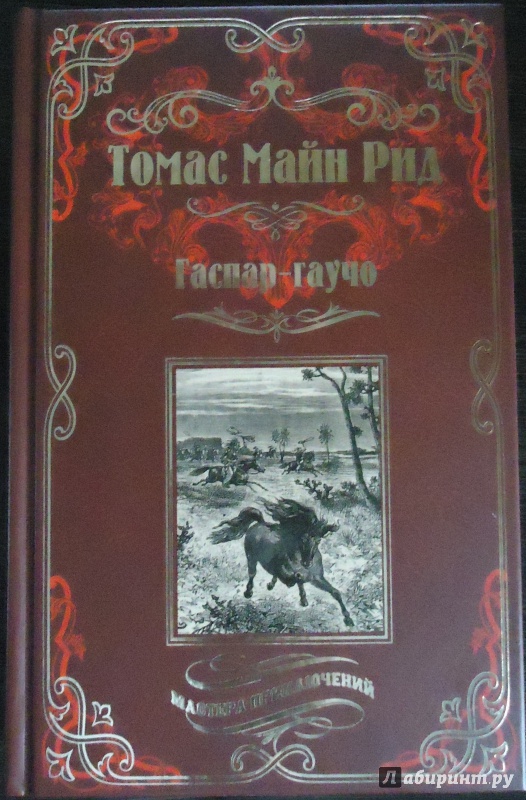 Томас Майн Рид
Гаспар-гаучо
МАСТЕРА ПРИКЛЮЧЕНИЙ
Лабиринт.ру